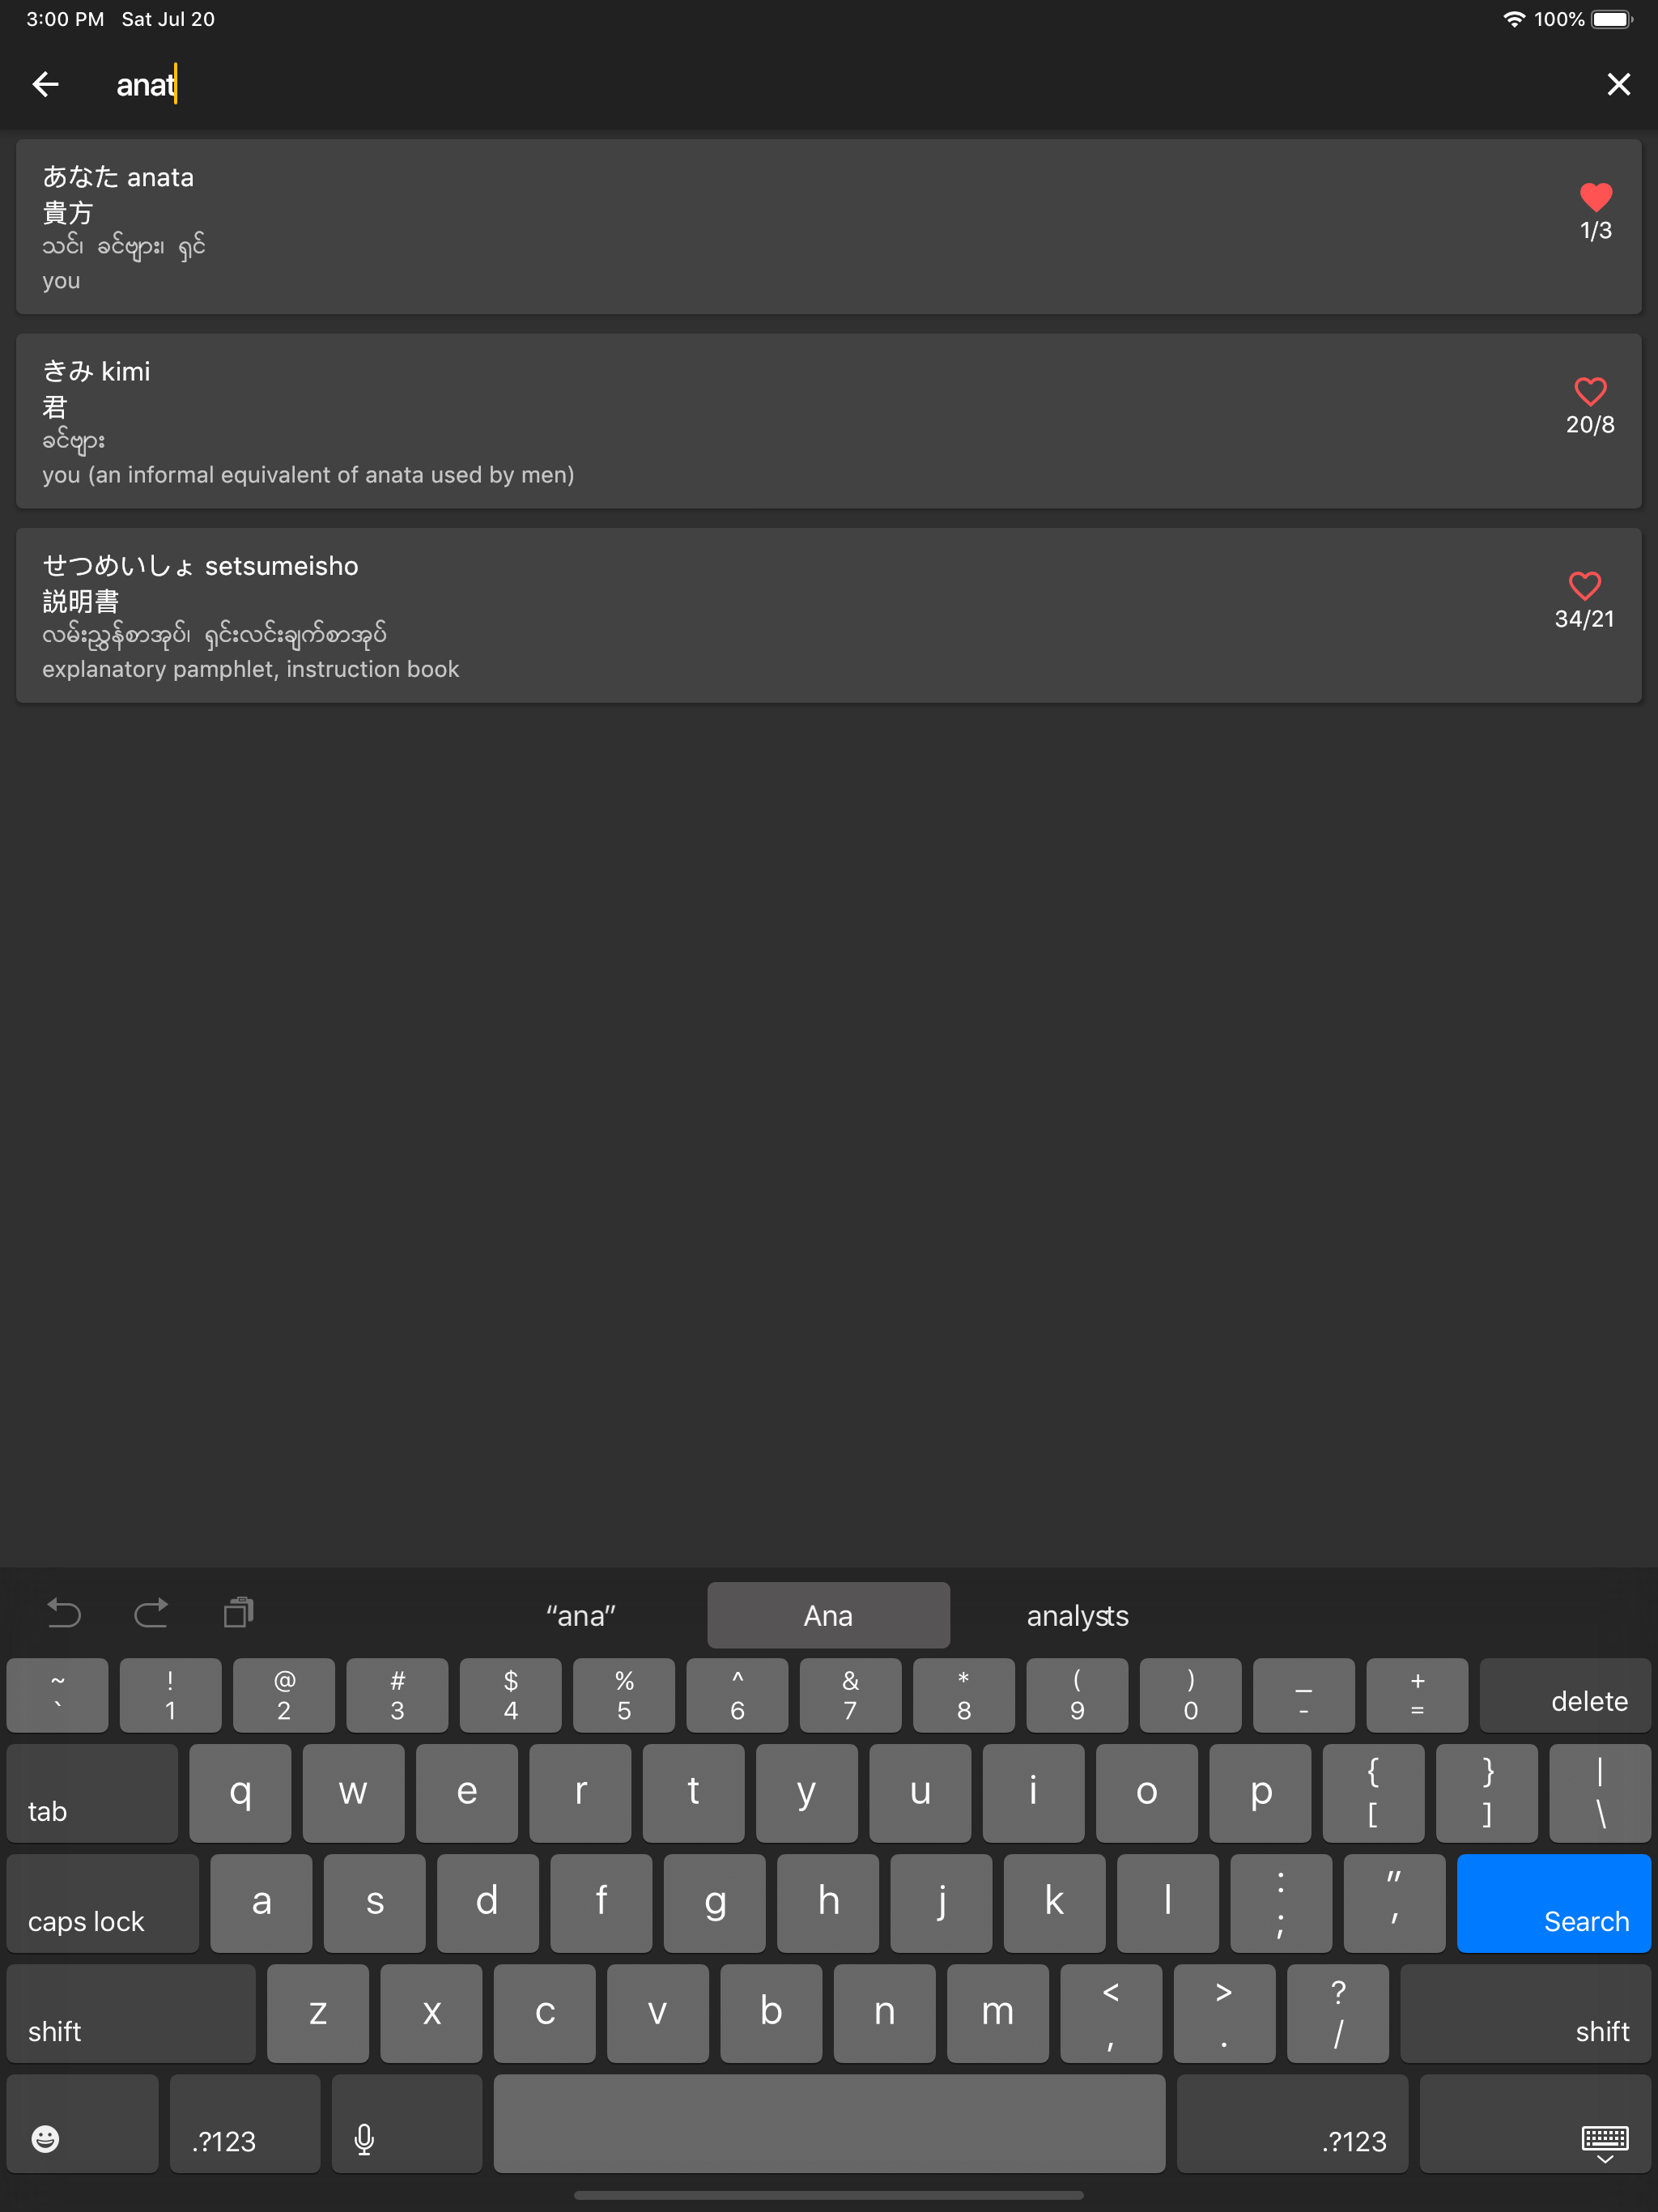 3:00 PM Sat Jul 20 100%
anat
あなた anata
貴方
သင်၊ ခင်ဗျား၊ ရှင်
you
1/3
きみ kimi
君
ခင်ဗျား
you (an informal equivalent of anata used by men)
20/8
せつめいしょ setsumeisho
説明書
လမ်းညွှန်စာအုပ်၊ ရှင်းလင်းချက်စာအုပ်
explanatory pamphlet, instruction book
34/21
“ana” Ana analysts
~ ! @ # $ % ^ & * ( ) _ +
` 1 2 3 4 5 6 7 8 9 0 - = delete
tab q w e r t y u i o p { [ } ] | \
caps lock a s d f g h j k l : ; " ' Search
shift z x c v b n m < , > . ? / shift
.?123 .?123